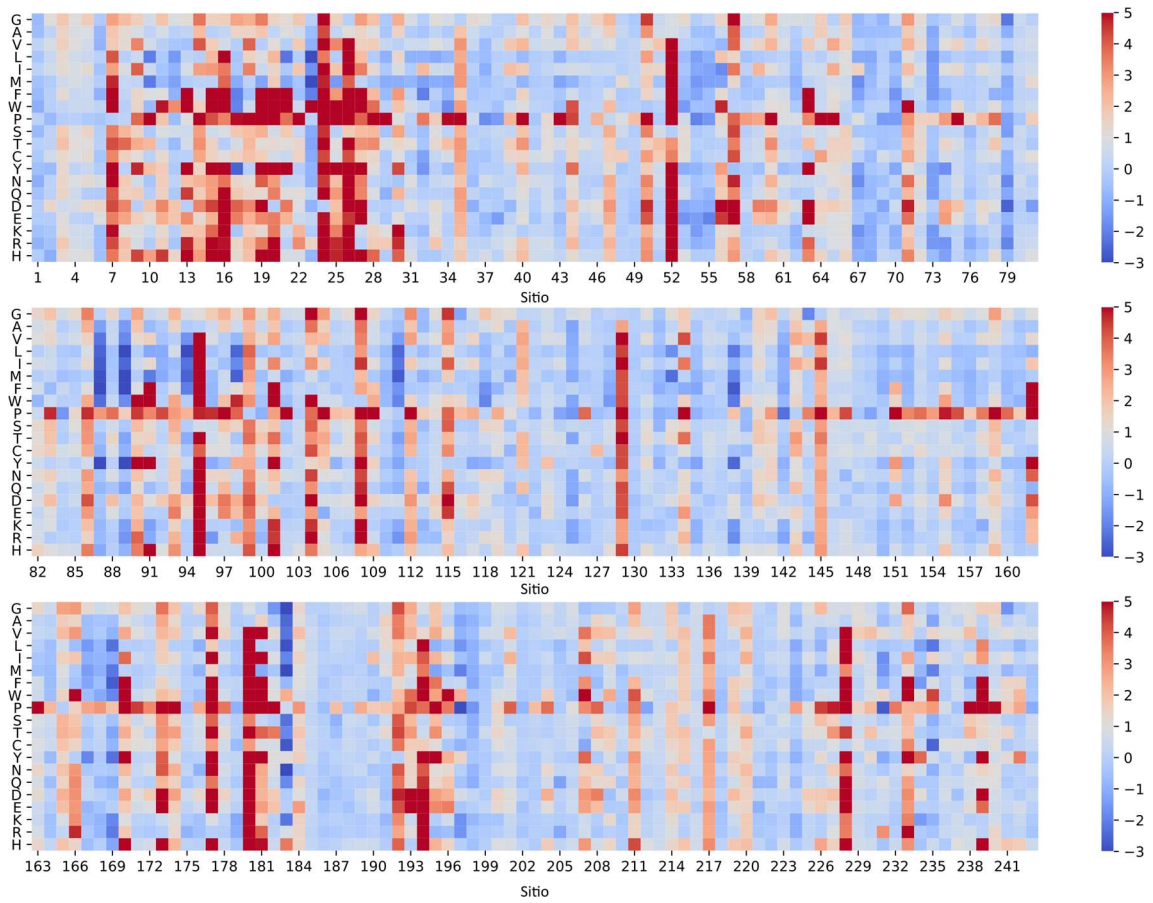 G
A
V
L
I
M
F
W
P
S
T
C
Y
N
Q
D
E
K
R
H
1 4 7 10 13 16 19 22 25 28 31 34 37 40 43 46 49 52 55 58 61 64 67 70 73 76 79
Sitio
5
4
3
2
1
0
−1
−2
−3
G
A
V
L
I
M
F
W
P
S
T
C
Y
N
Q
D
E
K
R
H
82 85 88 91 94 97 100 103 106 109 112 115 118 121 124 127 130 133 136 139 142 145 148 151 154 157 160
Sitio
5
4
3
2
1
0
−1
−2
−3
G
A
V
L
I
M
F
W
P
S
T
C
Y
N
Q
D
E
K
R
H
163 166 169 172 175 178 181 184 187 190 193 196 199 202 205 208 211 214 217 220 223 226 229 232 235 238 241
Sitio
5
4
3
2
1
0
−1
−2
−3